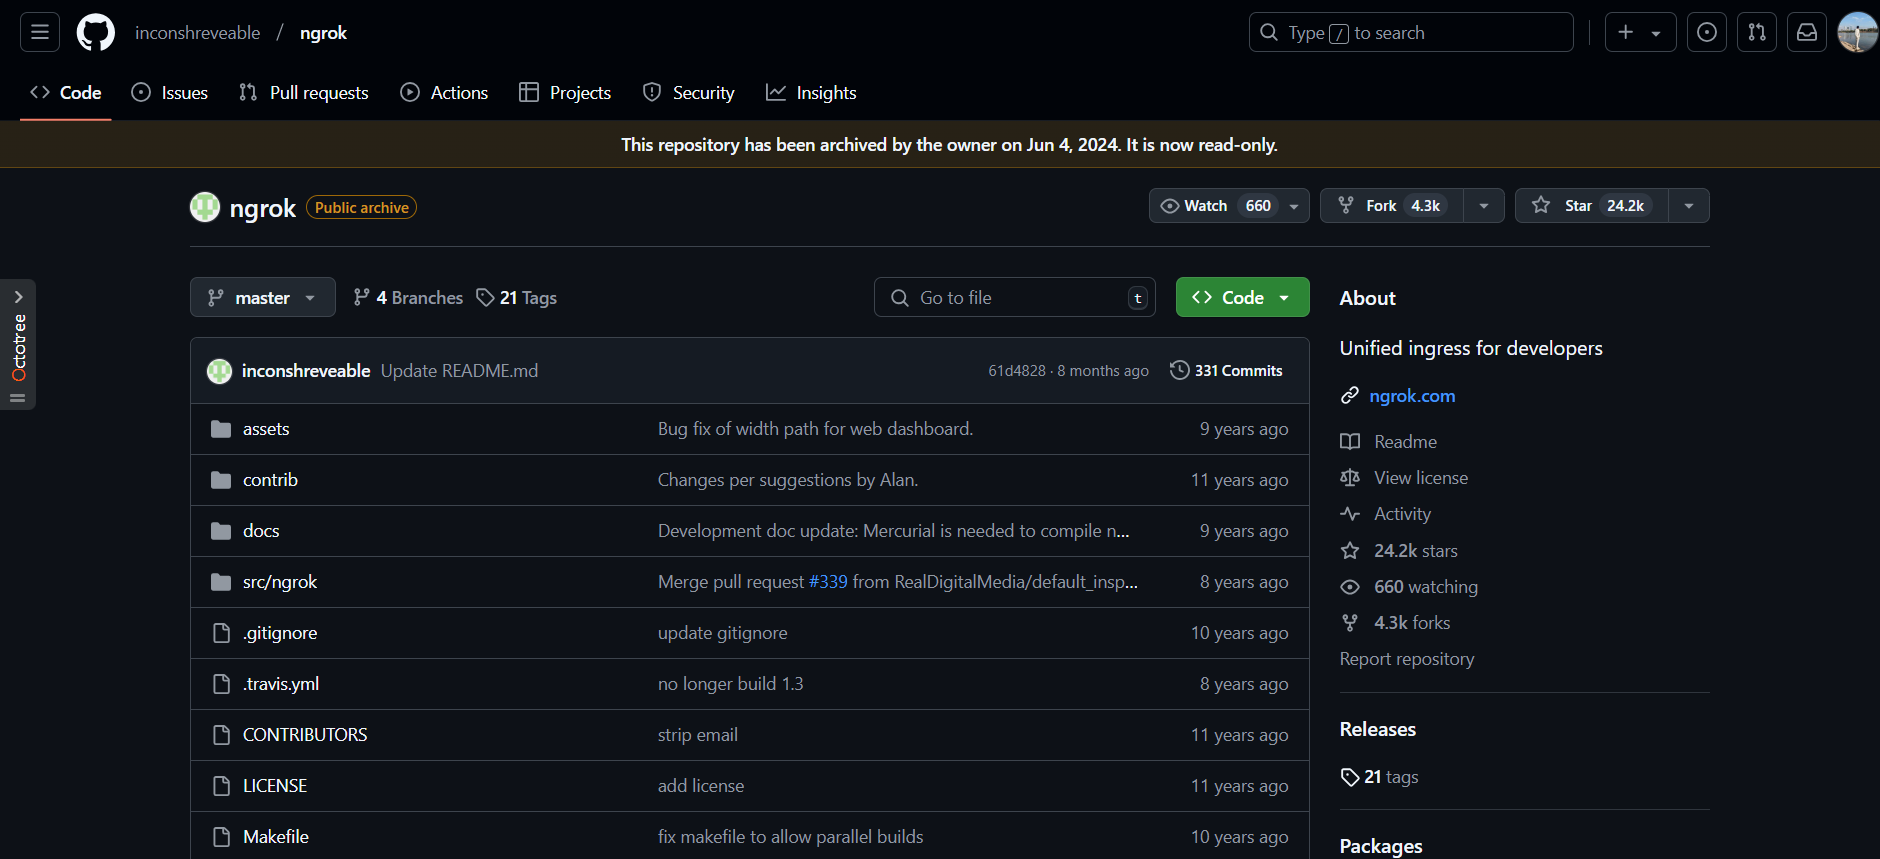 inconshreveable / ngrok
Type / to search
Code Issues Pull requests Actions Projects Security Insights
This repository has been archived by the owner on Jun 4, 2024. It is now read-only.
ngrok Public archive
Watch 660 Fork 4.3k Star 24.2k
Octotree
master 4 Branches 21 Tags Go to file t Code
inconshreveable Update README.md 61d4828 · 8 months ago 331 Commits
assets Bug fix of width path for web dashboard. 9 years ago
contrib Changes per suggestions by Alan. 11 years ago
docs Development doc update: Mercurial is needed to compile n... 9 years ago
src/ngrok Merge pull request #339 from RealDigitalMedia/default_insp... 8 years ago
.gitignore update gitignore 10 years ago
.travis.yml no longer build 1.3 8 years ago
CONTRIBUTORS strip email 11 years ago
LICENSE add license 11 years ago
Makefile fix makefile to allow parallel builds 10 years ago
About
Unified ingress for developers
ngrok.com
Readme
View license
Activity
24.2k stars
660 watching
4.3k forks
Report repository
Releases
21 tags
Packages